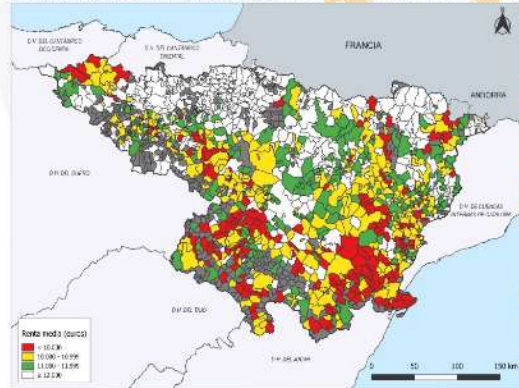 D.H. DEL CANTÁBRICO
OCCIDENTAL
D.H. DEL CANTÁBRICO
ORIENTAL
FRANCIA
ANDORRA
D.H. DEL DUERO
D.H. DE CUENCAS
INTERNAS DE CATALUÑA
D.H. DEL TAJO
D.H. DEL JÚCAR
Renta media (euros)
< 10.000
10.000 - 10.999
11.000 - 11.999
≥ 12.000
0
50
100
150 km